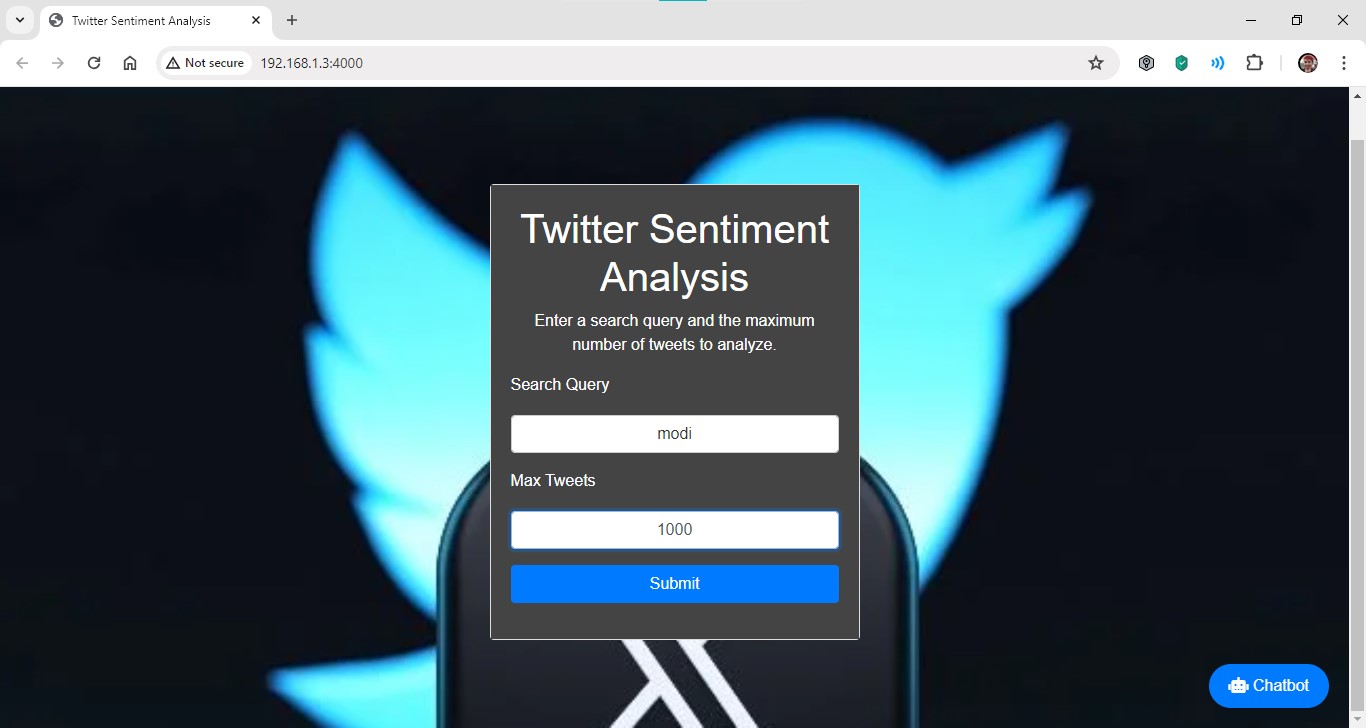 Twitter Sentiment Analysis
Not secure
192.168.1.3:4000
Twitter Sentiment
Analysis
Enter a search query and the maximum
number of tweets to analyze.
Search Query
modi
Max Tweets
1000
Submit
Chatbot